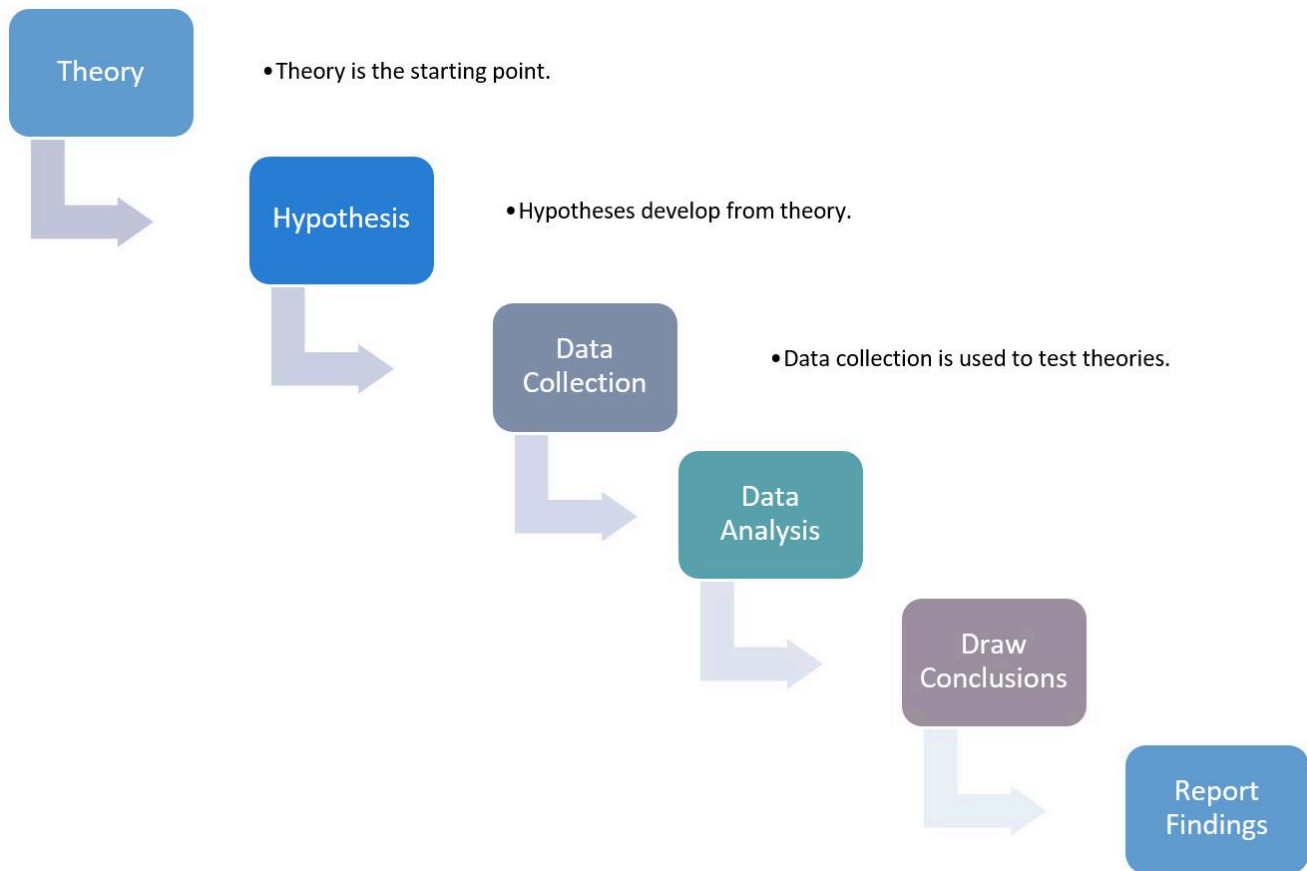 Theory
•Theory is the starting point.
Hypothesis
•Hypotheses develop from theory.
Data
Collection
•Data collection is used to test theories.
Data
Analysis
Draw
Conclusions
Report
Findings